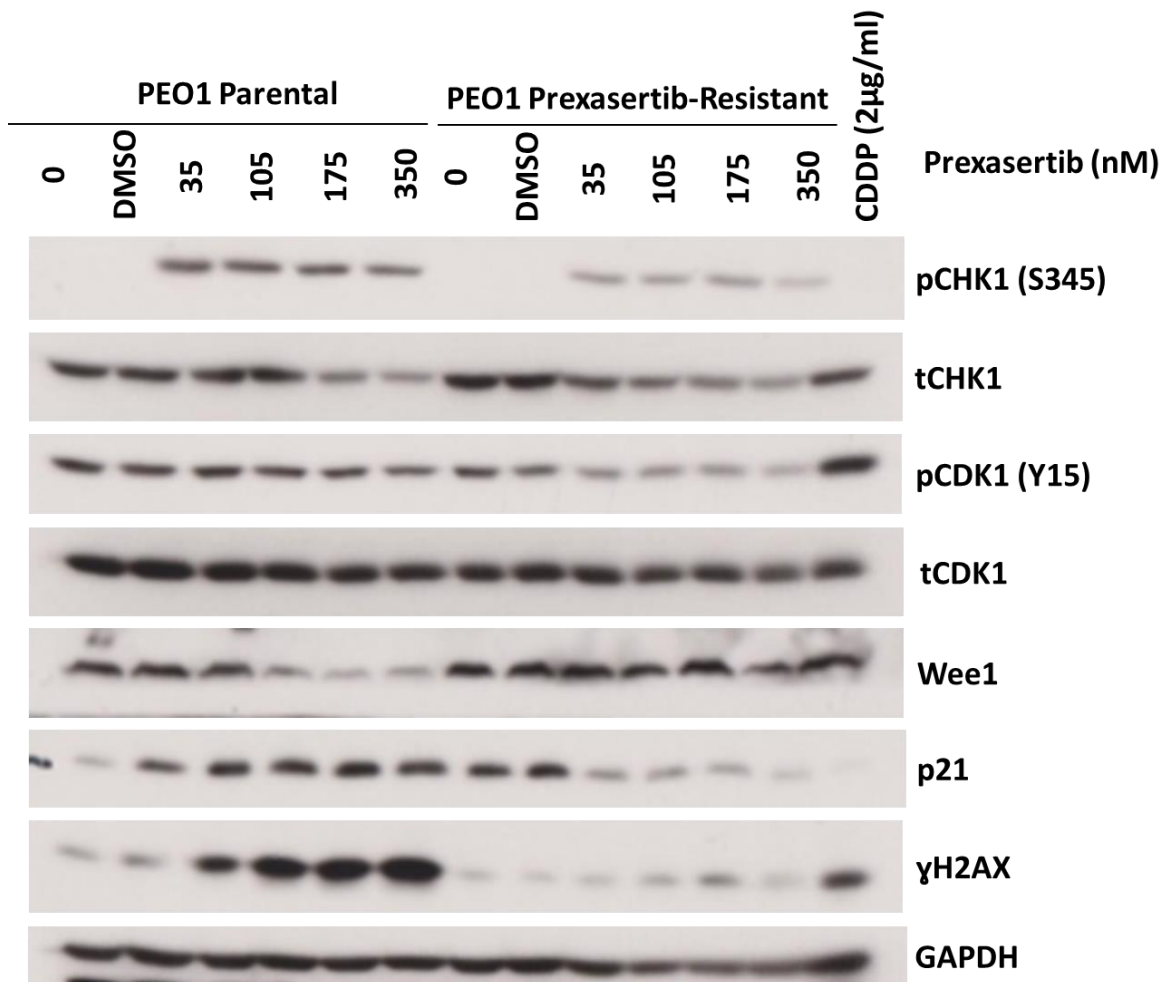 PEO1 Parental
PEO1 Prexasertib-Resistant
CDDP (2µg/ml)
0
DMSO
35
105
175
350
0
DMSO
35
105
175
350
Prexasertib (nM)
pCHK1 (S345)
tCHK1
pCDK1 (Y15)
tCDK1
Wee1
p21
ɣH2AX
GAPDH